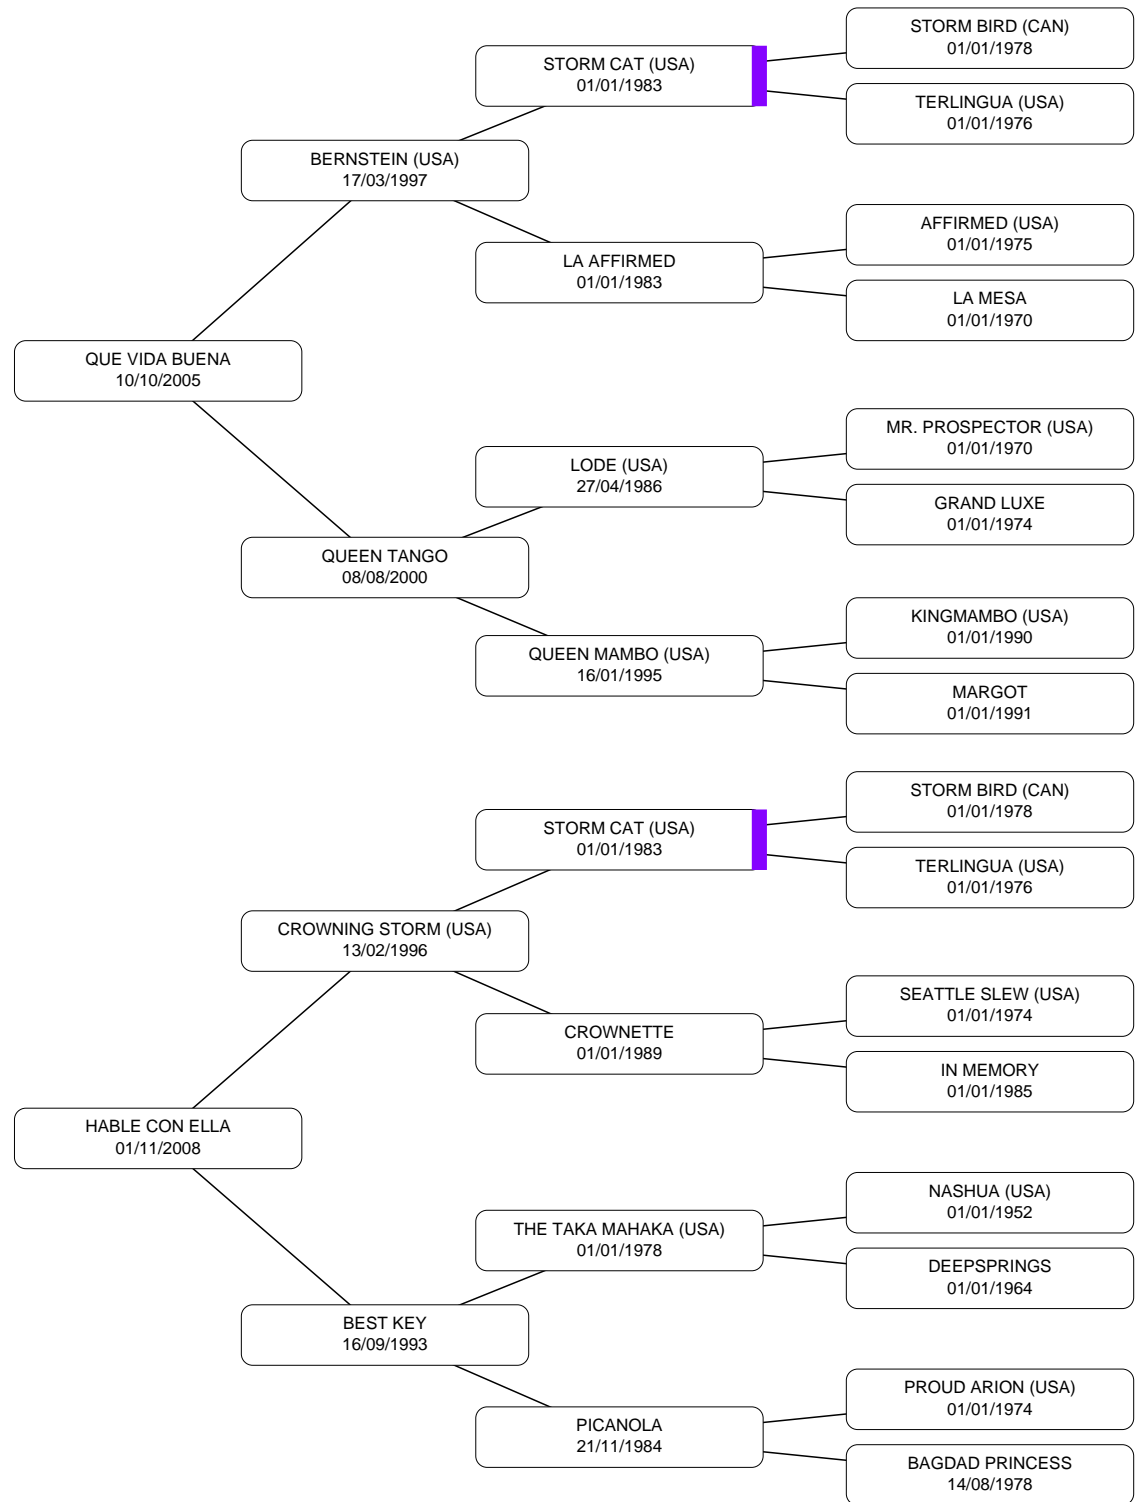 STORM BIRD (CAN)
01/01/1978
STORM CAT (USA)
01/01/1983
TERLINGUA (USA)
01/01/1976
BERNSTEIN (USA)
17/03/1997
AFFIRMED (USA)
01/01/1975
LA AFFIRMED
01/01/1983
LA MESA
01/01/1970
QUE VIDA BUENA
10/10/2005
MR. PROSPECTOR (USA)
01/01/1970
LODE (USA)
27/04/1986
GRAND LUXE
01/01/1974
QUEEN TANGO
08/08/2000
KINGMAMBO (USA)
01/01/1990
QUEEN MAMBO (USA)
16/01/1995
MARGOT
01/01/1991
STORM BIRD (CAN)
01/01/1978
STORM CAT (USA)
01/01/1983
TERLINGUA (USA)
01/01/1976
CROWNING STORM (USA)
13/02/1996
SEATTLE SLEW (USA)
01/01/1974
CROWNETTE
01/01/1989
IN MEMORY
01/01/1985
HABLE CON ELLA
01/11/2008
NASHUA (USA)
01/01/1952
THE TAKA MAHAKA (USA)
01/01/1978
DEEPSPRINGS
01/01/1964
BEST KEY
16/09/1993
PROUD ARION (USA)
01/01/1974
PICANOLA
21/11/1984
BAGDAD PRINCESS
14/08/1978